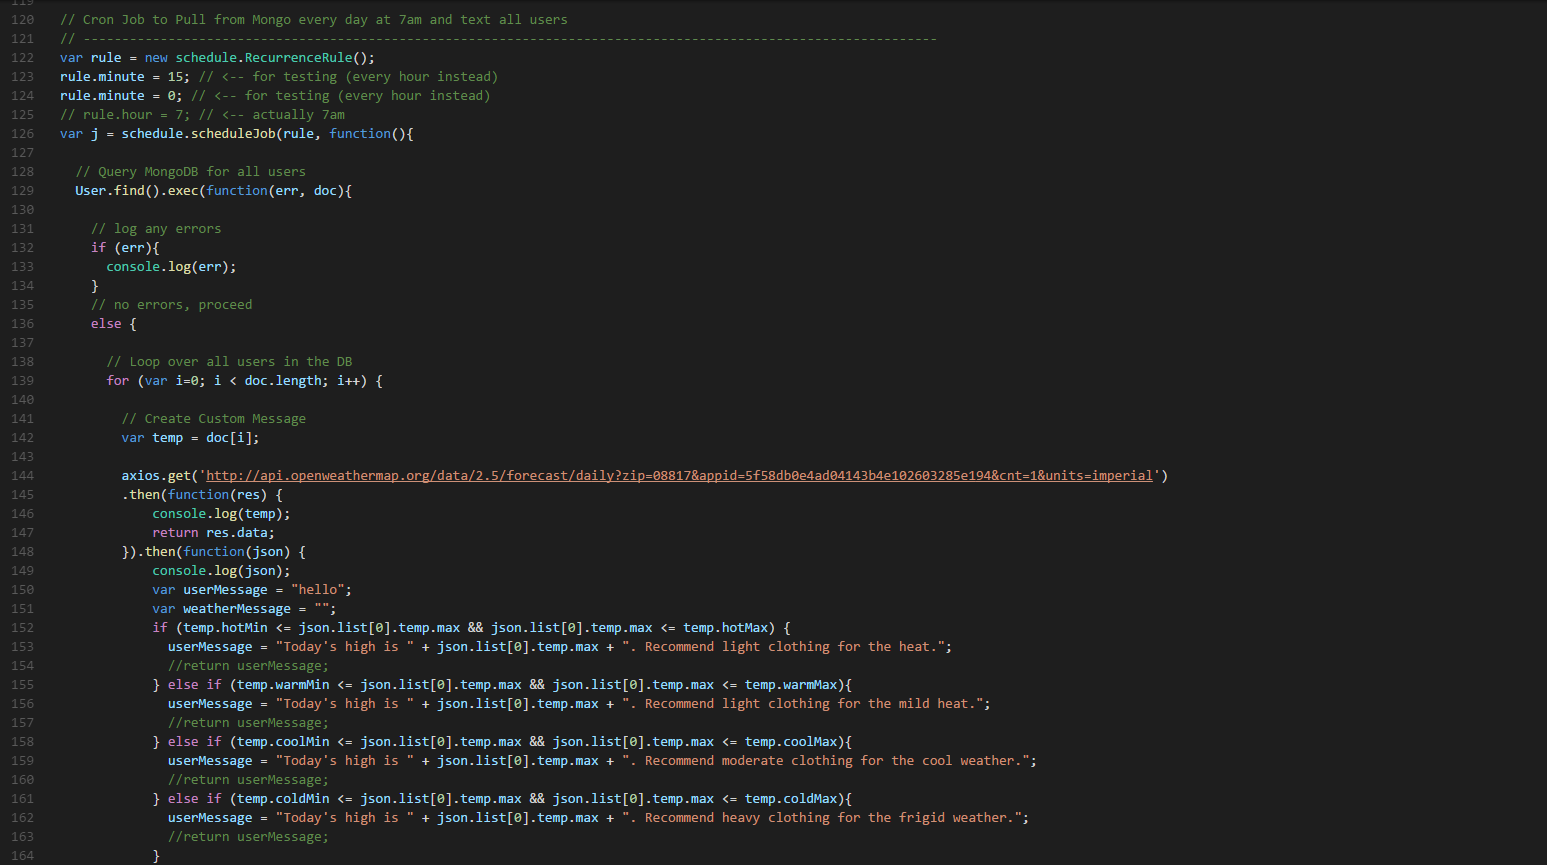 119
120 // Cron Job to Pull from Mongo every day at 7am and text all users
121 // ---------------------------------------------------------------------------------------------------------------
122 var rule = new schedule.RecurrenceRule();
123 rule.minute = 15; // <-- for testing (every hour instead)
124 rule.minute = 0; // <-- for testing (every hour instead)
125 // rule.hour = 7; // <-- actually 7am
126 var j = schedule.scheduleJob(rule, function(){
127
128   // Query MongoDB for all users
129   User.find().exec(function(err, doc){
130
131     // log any errors
132     if (err){
133       console.log(err);
134     }
135     // no errors, proceed
136     else {
137
138       // Loop over all users in the DB
139       for (var i=0; i < doc.length; i++) {
140
141         // Create Custom Message
142         var temp = doc[i];
143
144         axios.get('http://api.openweathermap.org/data/2.5/forecast/daily?zip=08817&appid=5f58db0e4ad04143b4e102603285e194&cnt=1&units=imperial')
145         .then(function(res) {
146             console.log(temp);
147             return res.data;
148         }).then(function(json) {
149             console.log(json);
150             var userMessage = "hello";
151             var weatherMessage = "";
152             if (temp.hotMin <= json.list[0].temp.max && json.list[0].temp.max <= temp.hotMax) {
153               userMessage = "Today's high is " + json.list[0].temp.max + ". Recommend light clothing for the heat.";
154               //return userMessage;
155             } else if (temp.warmMin <= json.list[0].temp.max && json.list[0].temp.max <= temp.warmMax){
156               userMessage = "Today's high is " + json.list[0].temp.max + ". Recommend light clothing for the mild heat.";
157               //return userMessage;
158             } else if (temp.coolMin <= json.list[0].temp.max && json.list[0].temp.max <= temp.coolMax){
159               userMessage = "Today's high is " + json.list[0].temp.max + ". Recommend moderate clothing for the cool weather.";
160               //return userMessage;
161             } else if (temp.coldMin <= json.list[0].temp.max && json.list[0].temp.max <= temp.coldMax){
162               userMessage = "Today's high is " + json.list[0].temp.max + ". Recommend heavy clothing for the frigid weather.";
163               //return userMessage;
164             }